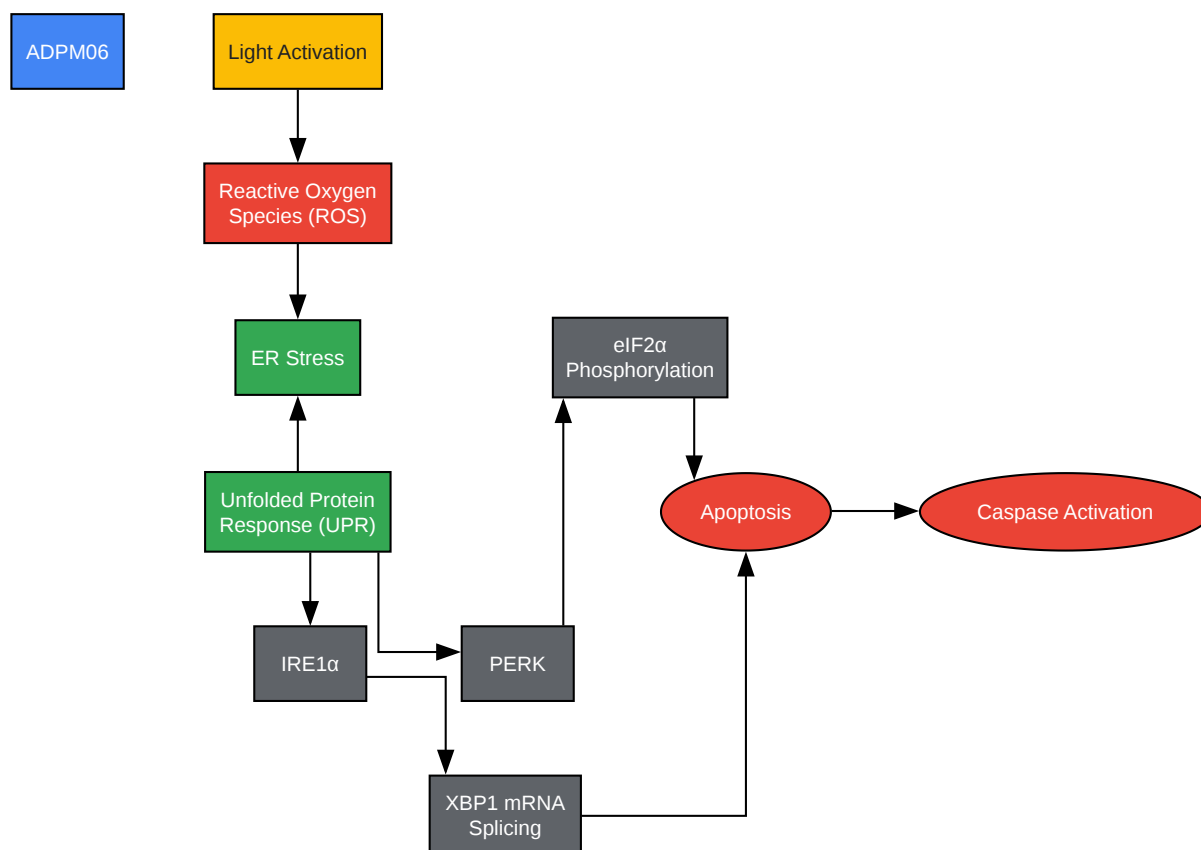 ADPM06
Light Activation
Reactive Oxygen
Species (ROS)
ER Stress
eIF2α
Phosphorylation
Unfolded Protein
Response (UPR)
Apoptosis
Caspase Activation
IRE1α
PERK
XBP1 mRNA
Splicing